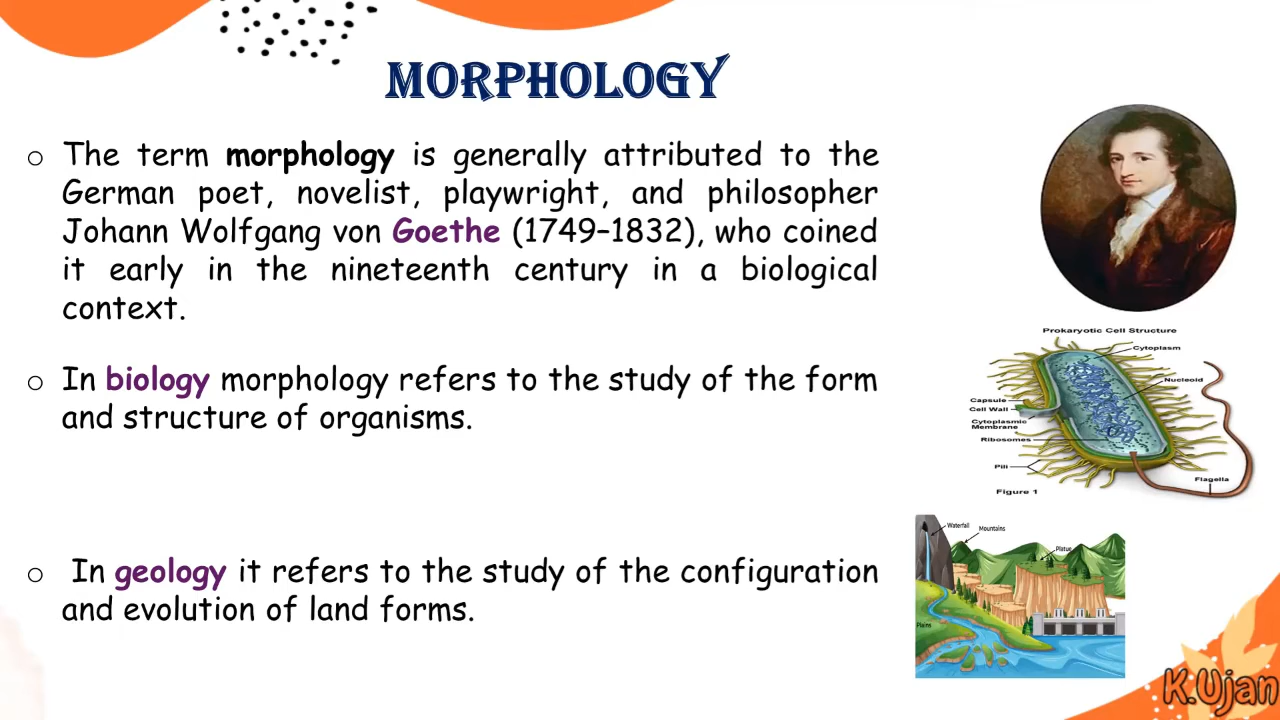 MORPHOLOGY
o The term morphology is generally attributed to the
German poet, novelist, playwright, and philosopher
Johann Wolfgang von Goethe (1749–1832), who coined
it early in the nineteenth century in a biological
context.
o In biology morphology refers to the study of the form
and structure of organisms.
o In geology it refers to the study of the configuration
and evolution of land forms.
Prokaryotic Cell Structure
Cytoplasm
Nucleoid
Capsule
Cell Wall
Cytoplasmic
Membrane
Ribosomes
Pili
Flagella
Figure 1
Waterfall
Mountains
Platue
Plains
K.Ujan